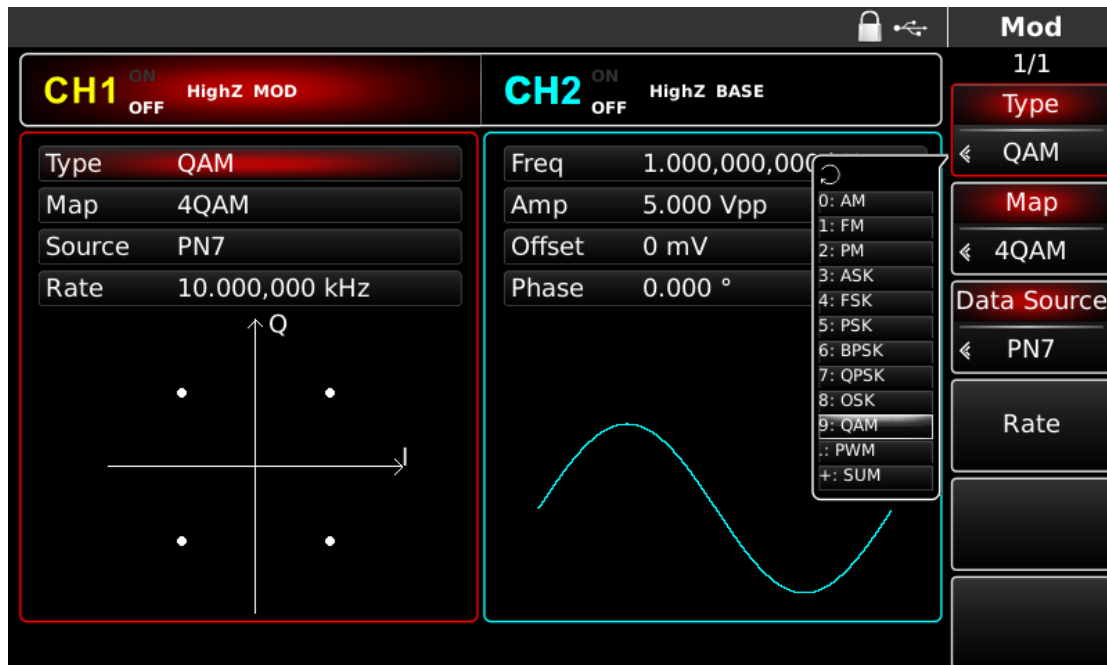 Mod
1/1
CH1 ON OFF HighZ MOD
CH2 ON OFF HighZ BASE
Type QAM
Map 4QAM
Source PN7
Rate 10.000,000 kHz
Q
I
Freq 1.000,000,000
Amp 5.000 Vpp
Offset 0 mV
Phase 0.000 °
0: AM
1: FM
2: PM
3: ASK
4: FSK
5: PSK
6: BPSK
7: QPSK
8: OSK
9: QAM
.: PWM
+: SUM
Type
QAM
Map
4QAM
Data Source
PN7
Rate